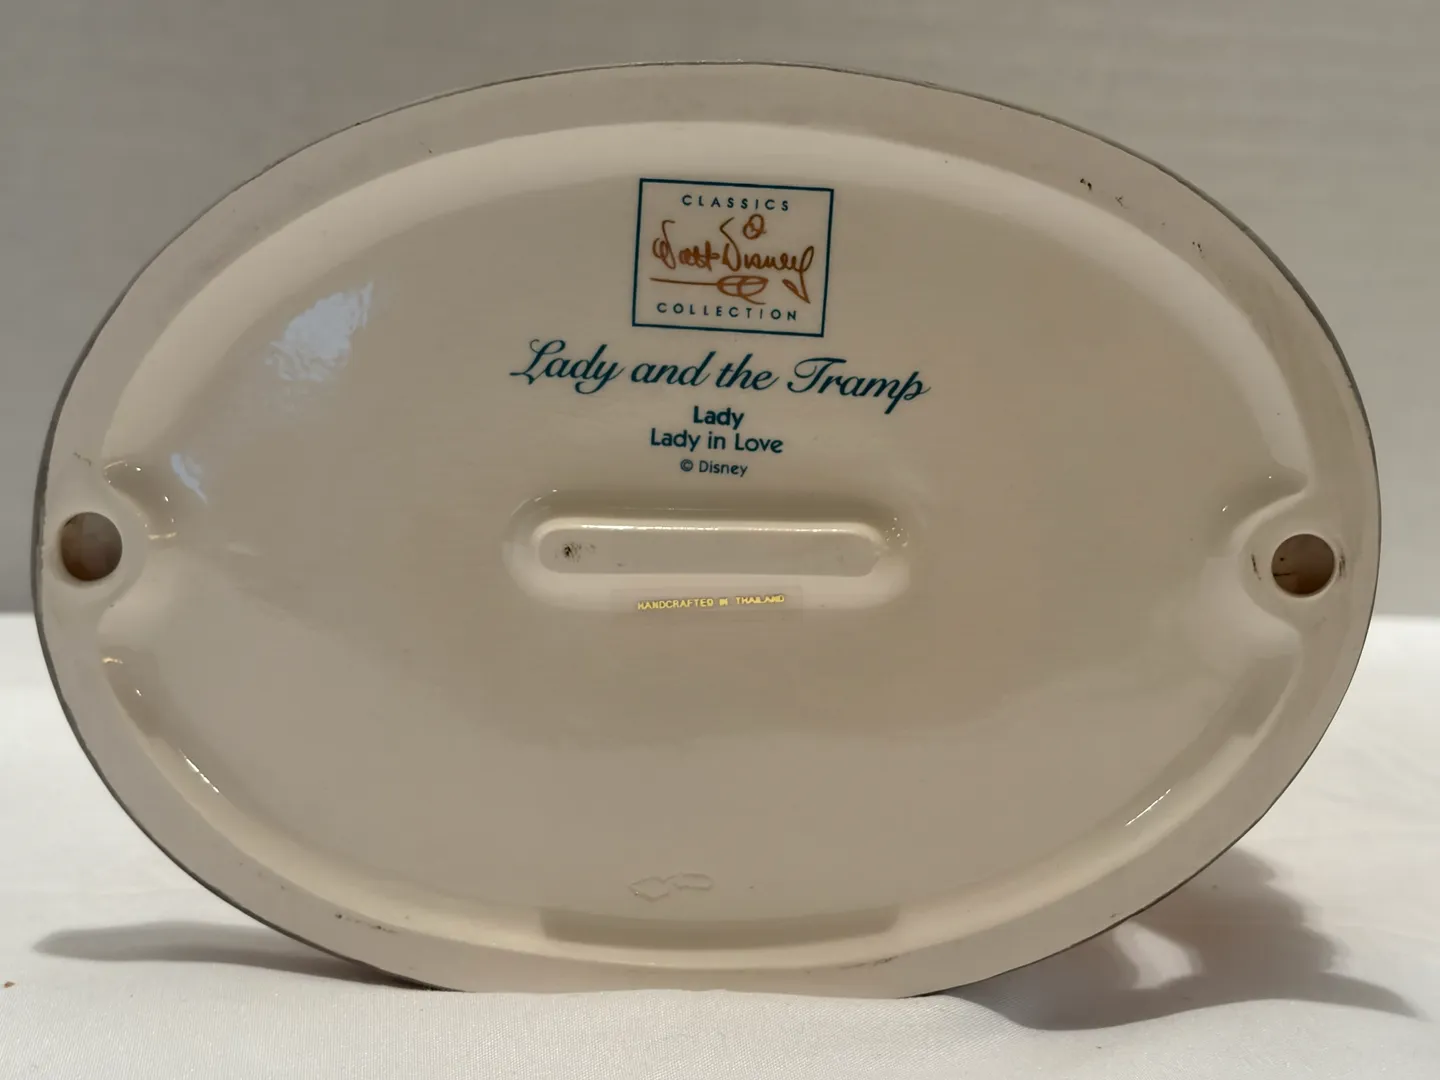 CLASSICS
Walt Disney
COLLECTION
Lady and the Tramp
Lady
Lady in Love
© Disney
HANDCRAFTED IN THAILAND